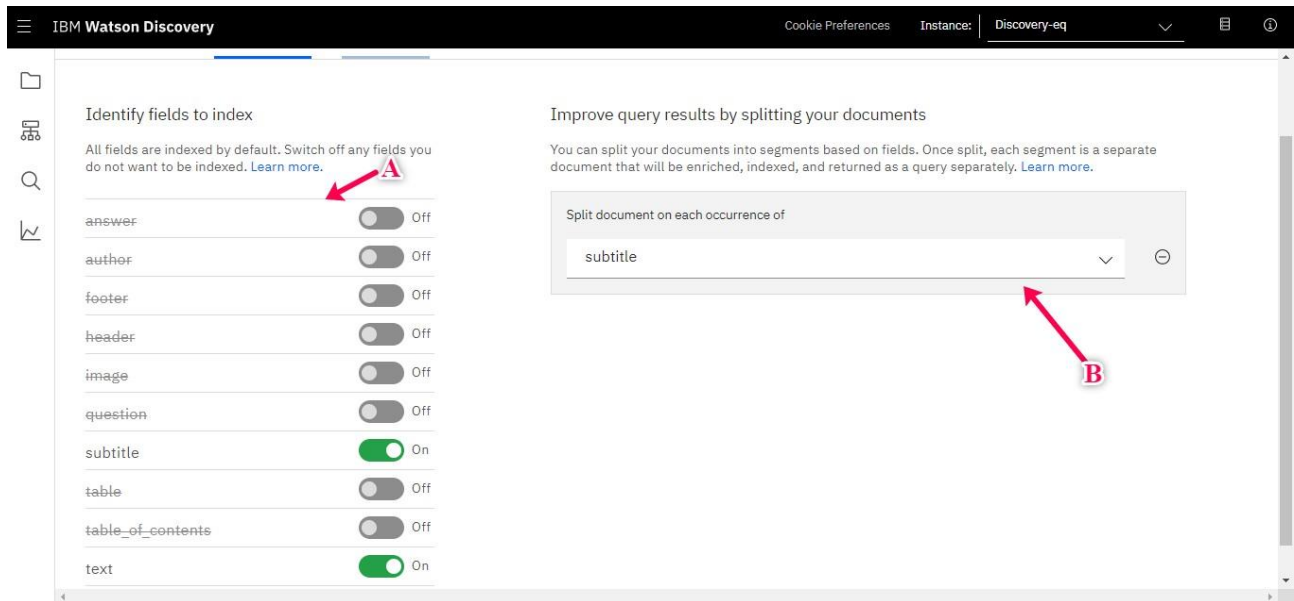 IBM Watson Discovery
Cookie Preferences
Instance:
Discovery-eq
Identify fields to index
All fields are indexed by default. Switch off any fields you
do not want to be indexed. Learn more.
A
answer Off
author Off
footer Off
header Off
image Off
question Off
subtitle On
table Off
table_of_contents Off
text On
Improve query results by splitting your documents
You can split your documents into segments based on fields. Once split, each segment is a separate
document that will be enriched, indexed, and returned as a query separately. Learn more.
Split document on each occurrence of
subtitle
B